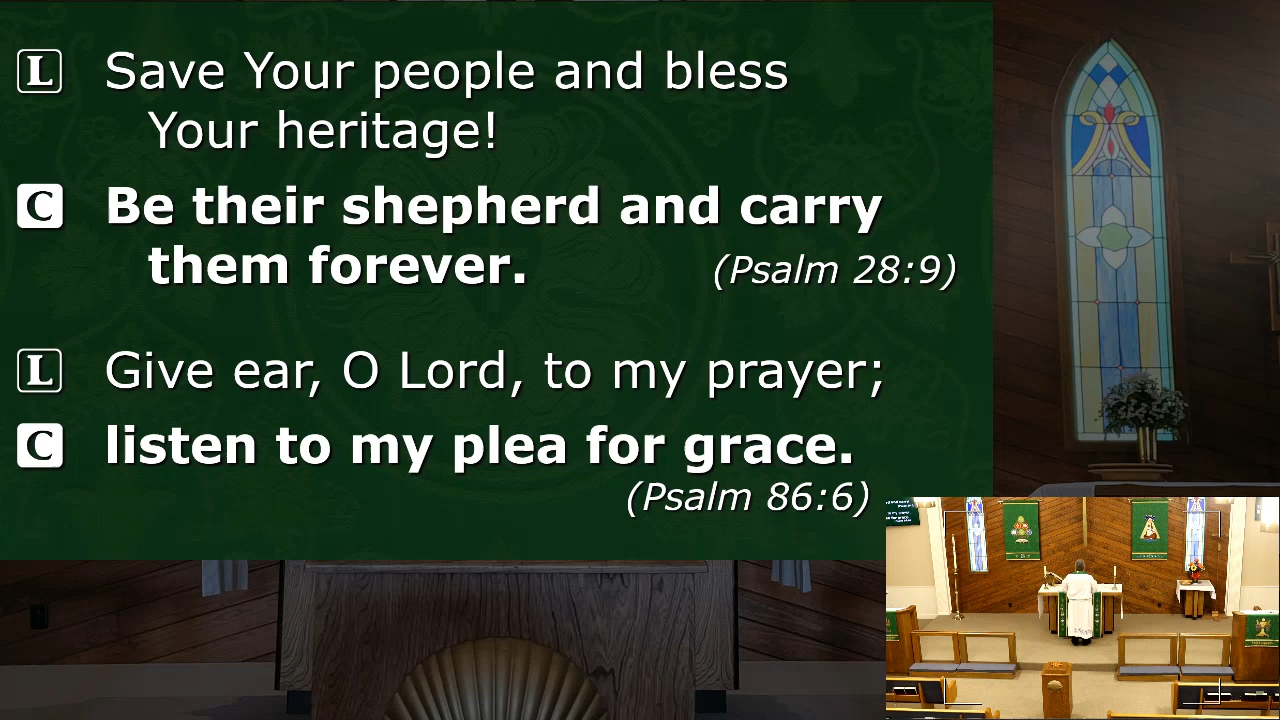 L Save Your people and bless
Your heritage!
C Be their shepherd and carry
them forever. (Psalm 28:9)
L Give ear, O Lord, to my prayer;
C listen to my plea for grace.
(Psalm 86:6)